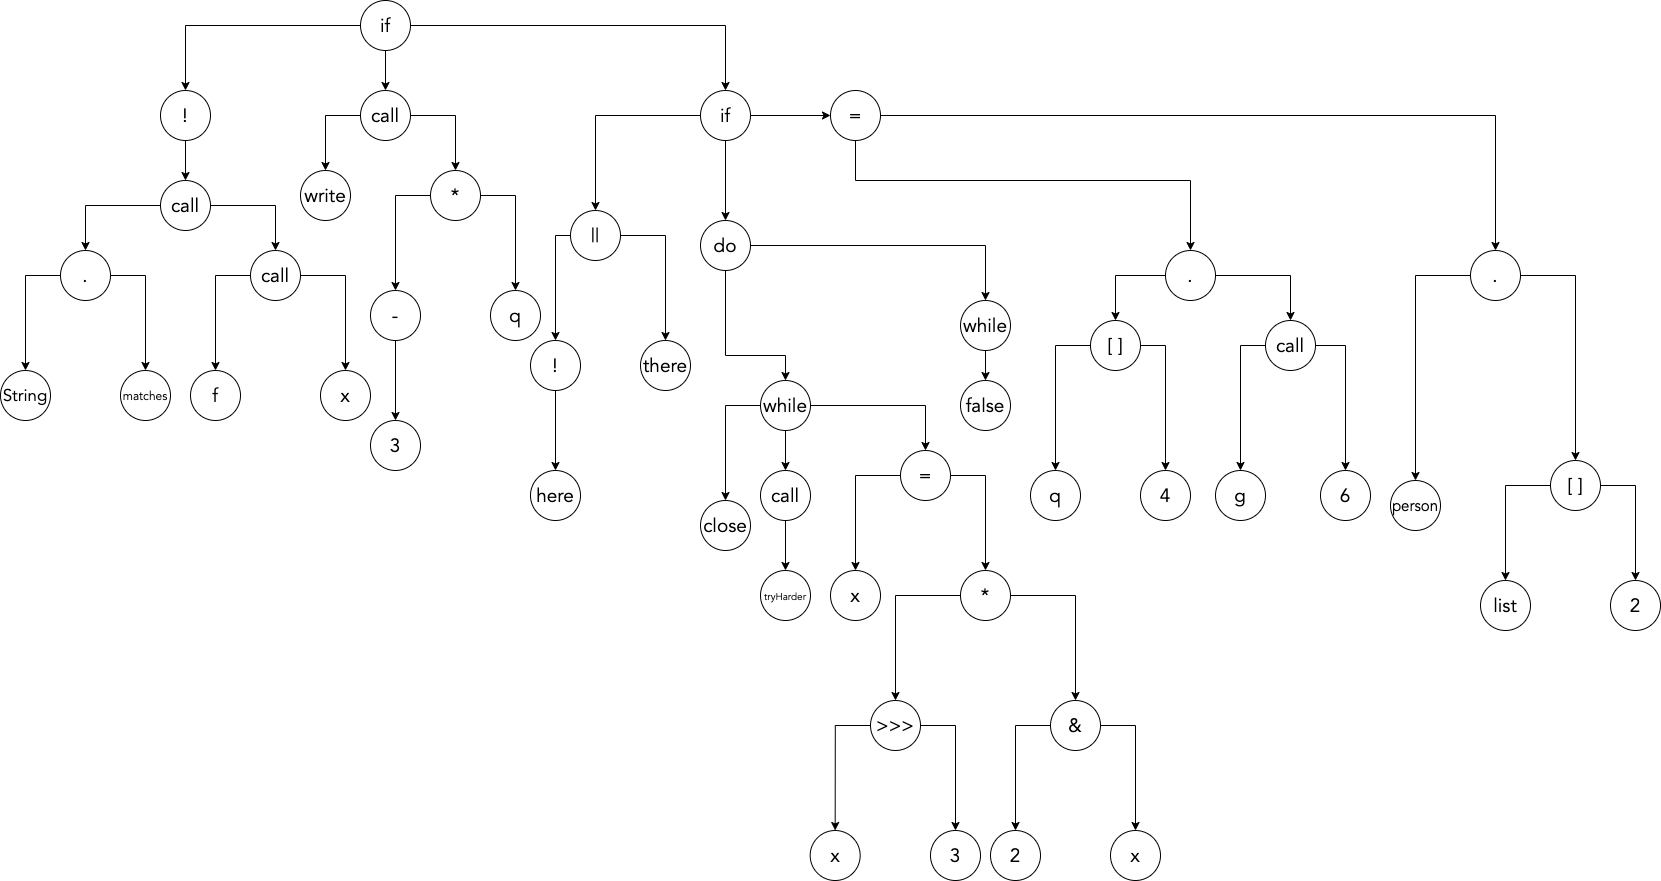 if
! call if =
write * call
|| do
. call . .
- q while
! there [ ] call
String matches f x while false
3
= [ ]
here call q 4 g 6 person
close
tryHarder x * list 2
>>> &
x 3 2 x